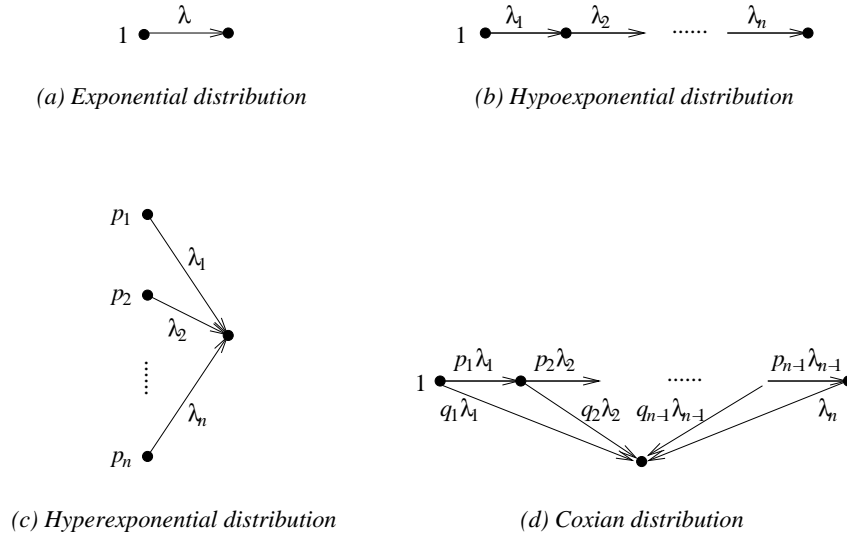 λ
1
(a) Exponential distribution
λ₁ λ₂ ...... λₙ
1
(b) Hypoexponential distribution
p₁
λ₁
p₂
λ₂
......
λₙ
pₙ
(c) Hyperexponential distribution
p₁λ₁ p₂λ₂ ...... pₙ₋₁λₙ₋₁
1
q₁λ₁ q₂λ₂ qₙ₋₁λₙ₋₁ λₙ
(d) Coxian distribution